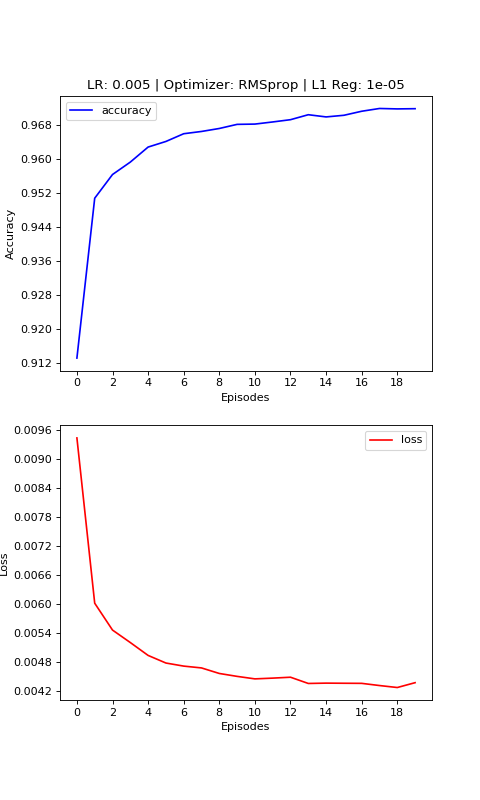 LR: 0.005 | Optimizer: RMSprop | L1 Reg: 1e-05
accuracy
0.968
0.960
0.952
0.944
0.936
0.928
0.920
0.912
Accuracy
0 2 4 6 8 10 12 14 16 18
Episodes
loss
0.0096
0.0090
0.0084
0.0078
0.0072
0.0066
0.0060
0.0054
0.0048
0.0042
Loss
0 2 4 6 8 10 12 14 16 18
Episodes